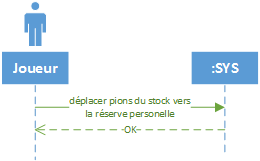 Joueur
:SYS
déplacer pions du stock vers
la réserve personelle
OK